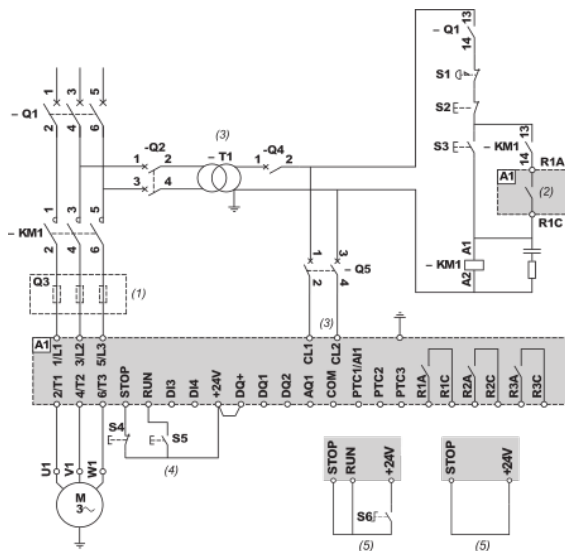 13
– Q1
14
S1
S2
S3
13
– KM1
14
R1A
A1
(2)
R1C
A1
– KM1
A2
1 3 5
– Q1
2 4 6
-Q2
1 2
3 4
(3)
– T1
-Q4
1 2
1 3 5
– KM1
2 4 6
1 3
– Q5
2 4
Q3
(1)
(3)
A1
1/L1 3/L2 5/L3 CL1 CL2
2/T1 4/T2 6/T3 STOP RUN DI3 DI4 +24V DQ+ DQ1 DQ2 AQ1 COM PTC1/AI1 PTC2 PTC3 R1A R1C R2A R2C R3A R3C
S4
S5
(4)
U1 V1 W1
M
3
STOP RUN +24V
S6
(5)
STOP +24V
(5)